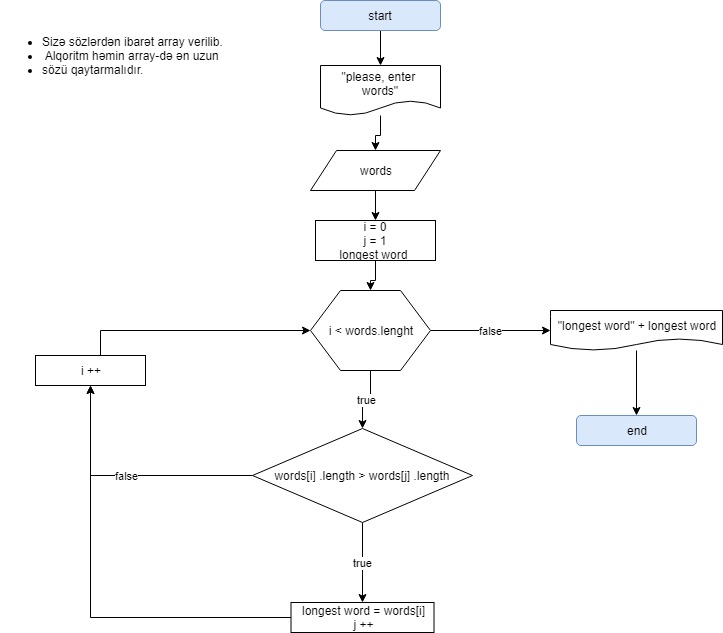 start
Sizə sözlərdən ibarət array verilib.
Alqoritm həmin array-də ən uzun
sözü qaytarmalıdır.
"please, enter
words"
words
i = 0
j = 1
longest word
i < words.lenght
false
"longest word" + longest word
i ++
true
end
words[i] .length > words[j] .length
false
true
longest word = words[i]
j ++